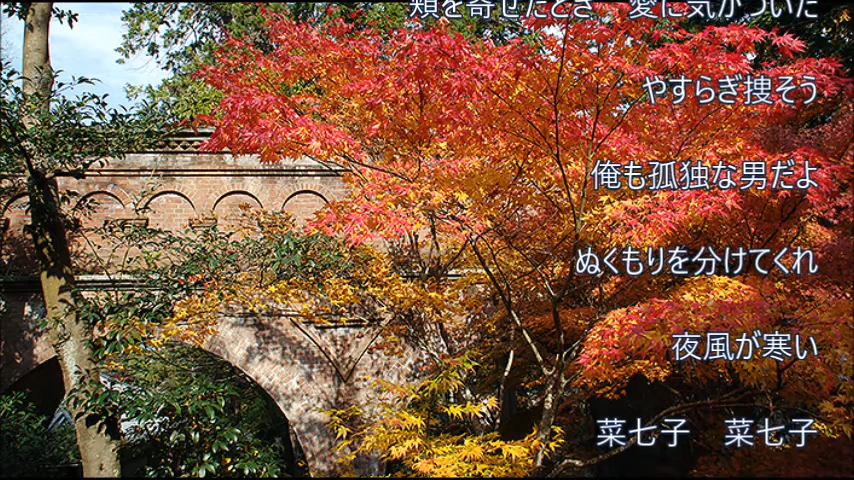 頬を寄せたとき　愛に気がついた
やすらぎ捜そう
俺も孤独な男だよ
ぬくもりを分けてくれ
夜風が寒い
菜七子　菜七子